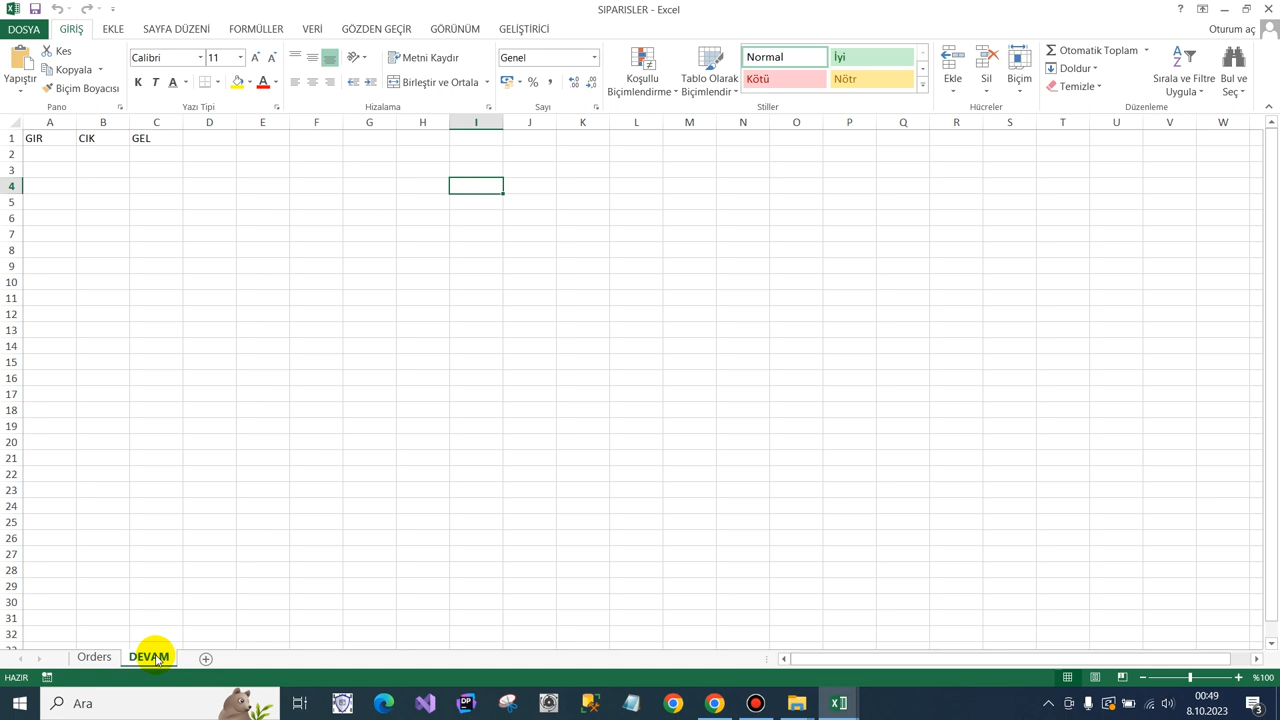 SIPARISLER - Excel
DOSYA GİRİŞ EKLE SAYFA DÜZENİ FORMÜLLER VERİ GÖZDEN GEÇİR GÖRÜNÜM GELİŞTİRİCİ Oturum aç
Yapıştır
Kes
Kopyala
Biçim Boyacısı
Pano
Calibri 11
K T A
Yazı Tipi
Metni Kaydır
Birleştir ve Ortala
Hizalama
Genel
%
Sayı
Koşullu Biçimlendirme
Tablo Olarak Biçimlendir
Normal İyi
Kötü Nötr
Stiller
Ekle Sil Biçim
Hücreler
Otomatik Toplam
Doldur
Temizle
Sırala ve Filtre Uygula
Bul ve Seç
Düzenleme
A B C D E F G H I J K L M N O P Q R S T U V W
1 GIR CIK GEL
2
3
4
5
6
7
8
9
10
11
12
13
14
15
16
17
18
19
20
21
22
23
24
25
26
27
28
29
30
31
32
Orders DEVAM
HAZIR %100
Ara
DP
00:49
8.10.2023
3